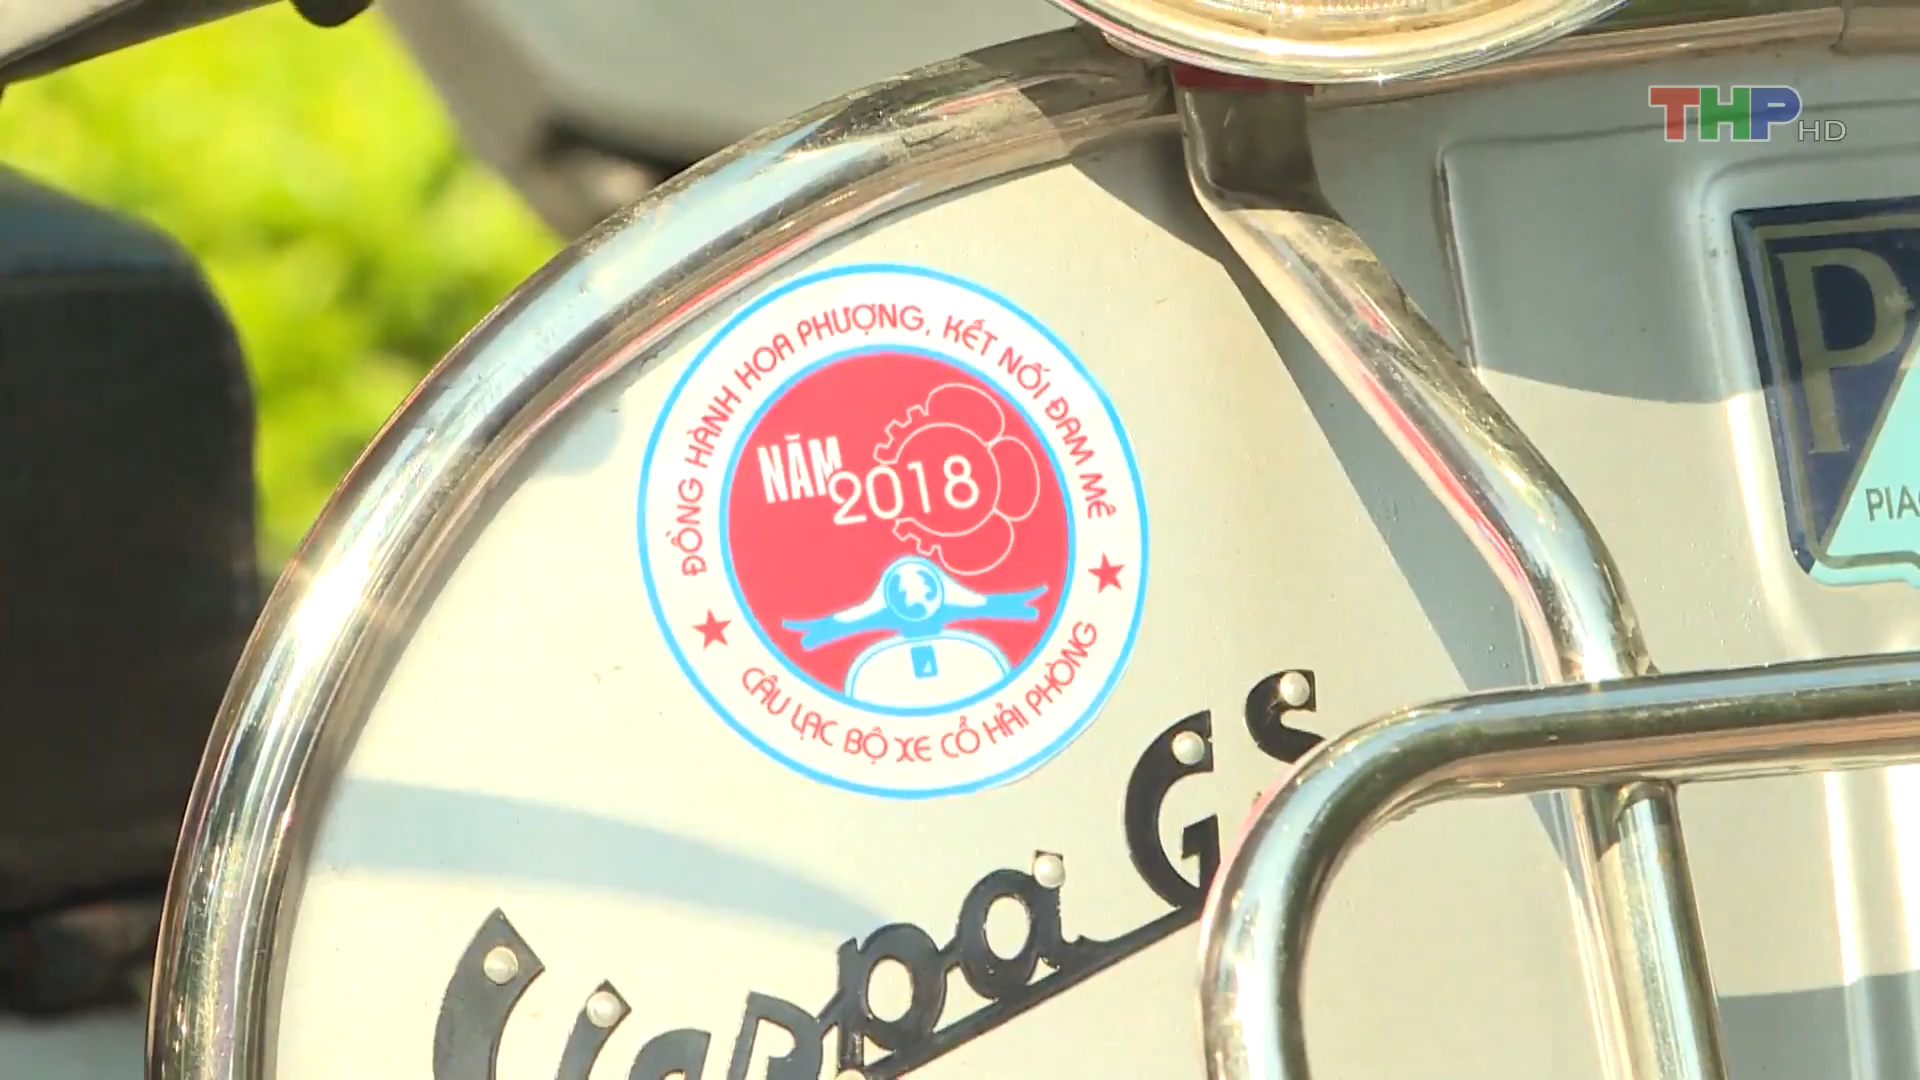 THP HD
ĐỒNG HÀNH HOA PHƯỢNG, KẾT NỐI ĐAM MÊ
NĂM
2018
★ CÂU LẠC BỘ XE CỔ HẢI PHÒNG ★
Vespa GS
P
PIA